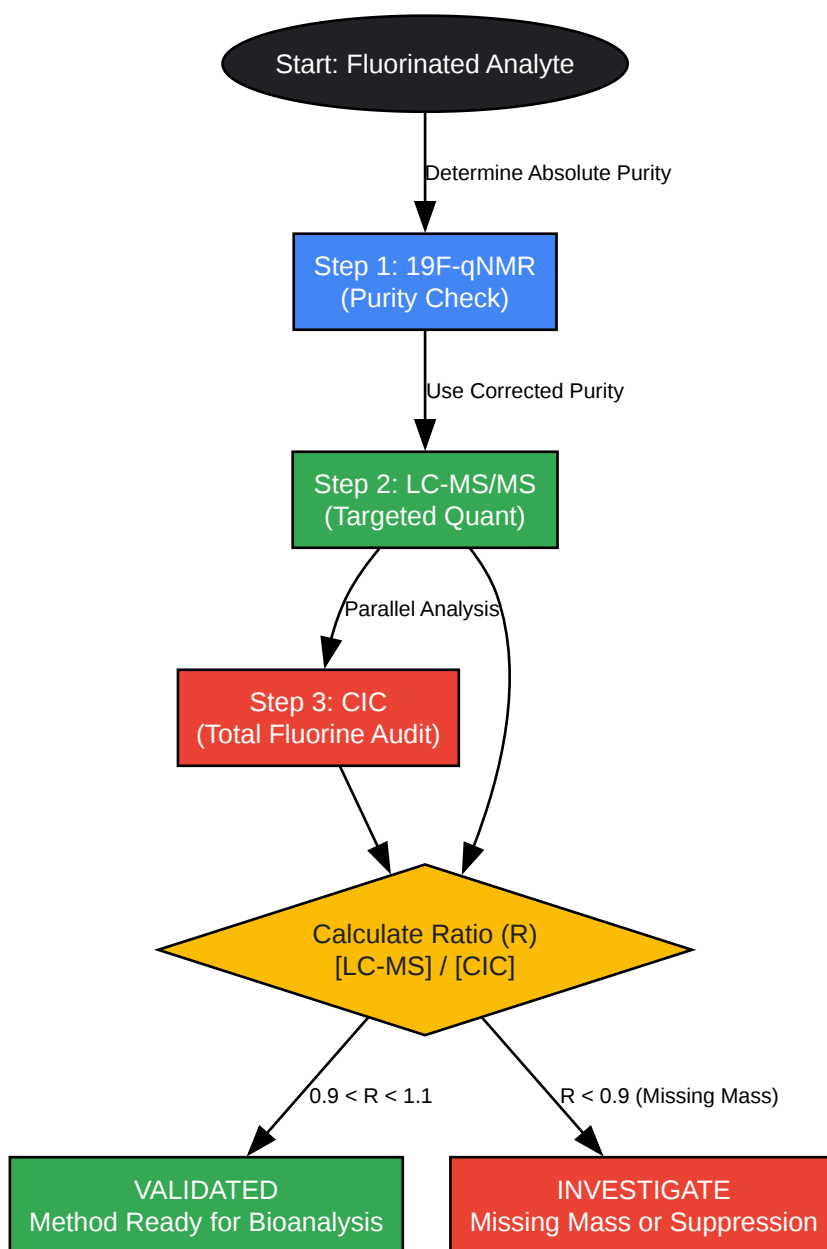 Start: Fluorinated Analyte
Determine Absolute Purity
Step 1: 19F-qNMR
(Purity Check)
Use Corrected Purity
Step 2: LC-MS/MS
(Targeted Quant)
Parallel Analysis
Step 3: CIC
(Total Fluorine Audit)
Calculate Ratio (R)
[LC-MS] / [CIC]
0.9 < R < 1.1
R < 0.9 (Missing Mass)
VALIDATED
Method Ready for Bioanalysis
INVESTIGATE
Missing Mass or Suppression